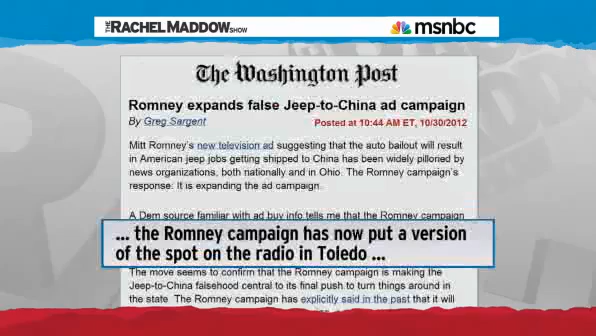 THE RACHEL MADDOW SHOW
msnbc
The Washington Post
Romney expands false Jeep-to-China ad campaign
By Greg Sargent Posted at 10:44 AM ET, 10/30/2012
Mitt Romney's new television ad suggesting that the auto bailout will result
in American jeep jobs getting shipped to China has been widely pilloried by
news organizations, both nationally and in Ohio. The Romney campaign's
response: It is expanding the ad campaign.
A Dem source familiar with ad buy info tells me that the Romney campaign
... the Romney campaign has now put a version
of the spot on the radio in Toledo ...
The move seems to confirm that the Romney campaign is making the
Jeep-to-China falsehood central to its final push to turn things around in
the state. The Romney campaign has explicitly said in the past that it will